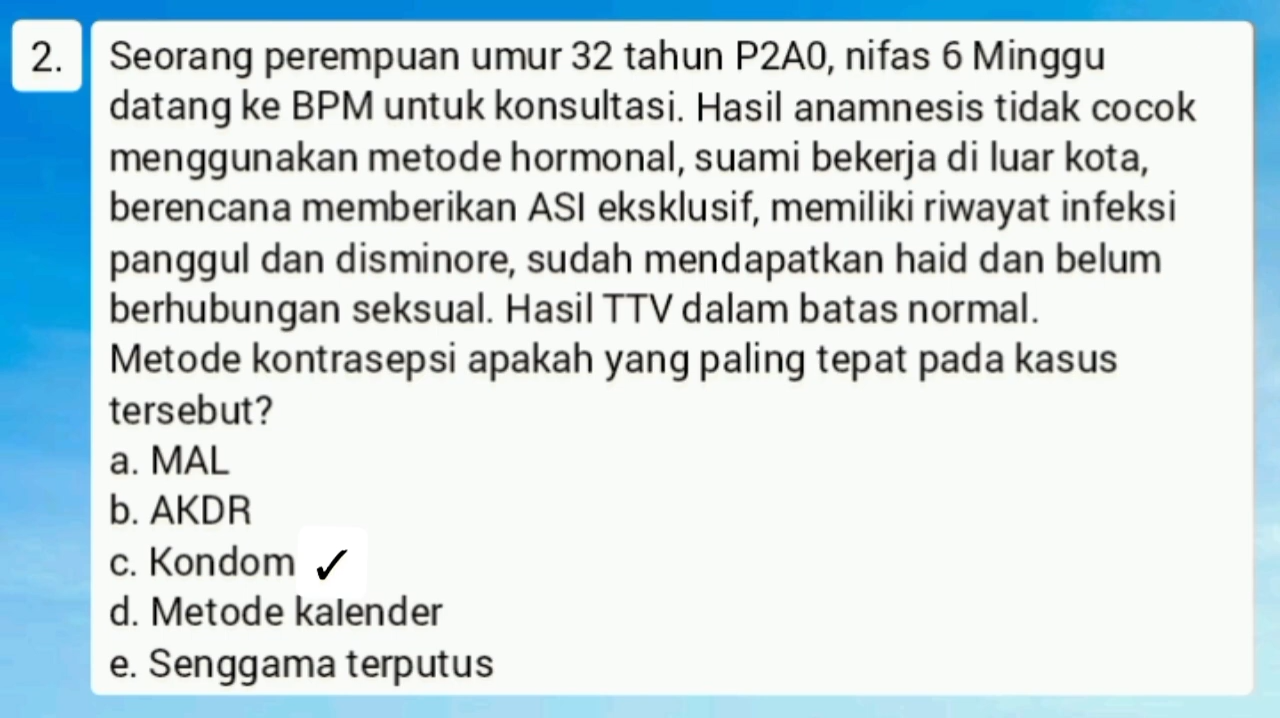 2.
Seorang perempuan umur 32 tahun P2A0, nifas 6 Minggu
datang ke BPM untuk konsultasi. Hasil anamnesis tidak cocok
menggunakan metode hormonal, suami bekerja di luar kota,
berencana memberikan ASI eksklusif, memiliki riwayat infeksi
panggul dan disminore, sudah mendapatkan haid dan belum
berhubungan seksual. Hasil TTV dalam batas normal.
Metode kontrasepsi apakah yang paling tepat pada kasus
tersebut?
a. MAL
b. AKDR
c. Kondom ✓
d. Metode kalender
e. Senggama terputus